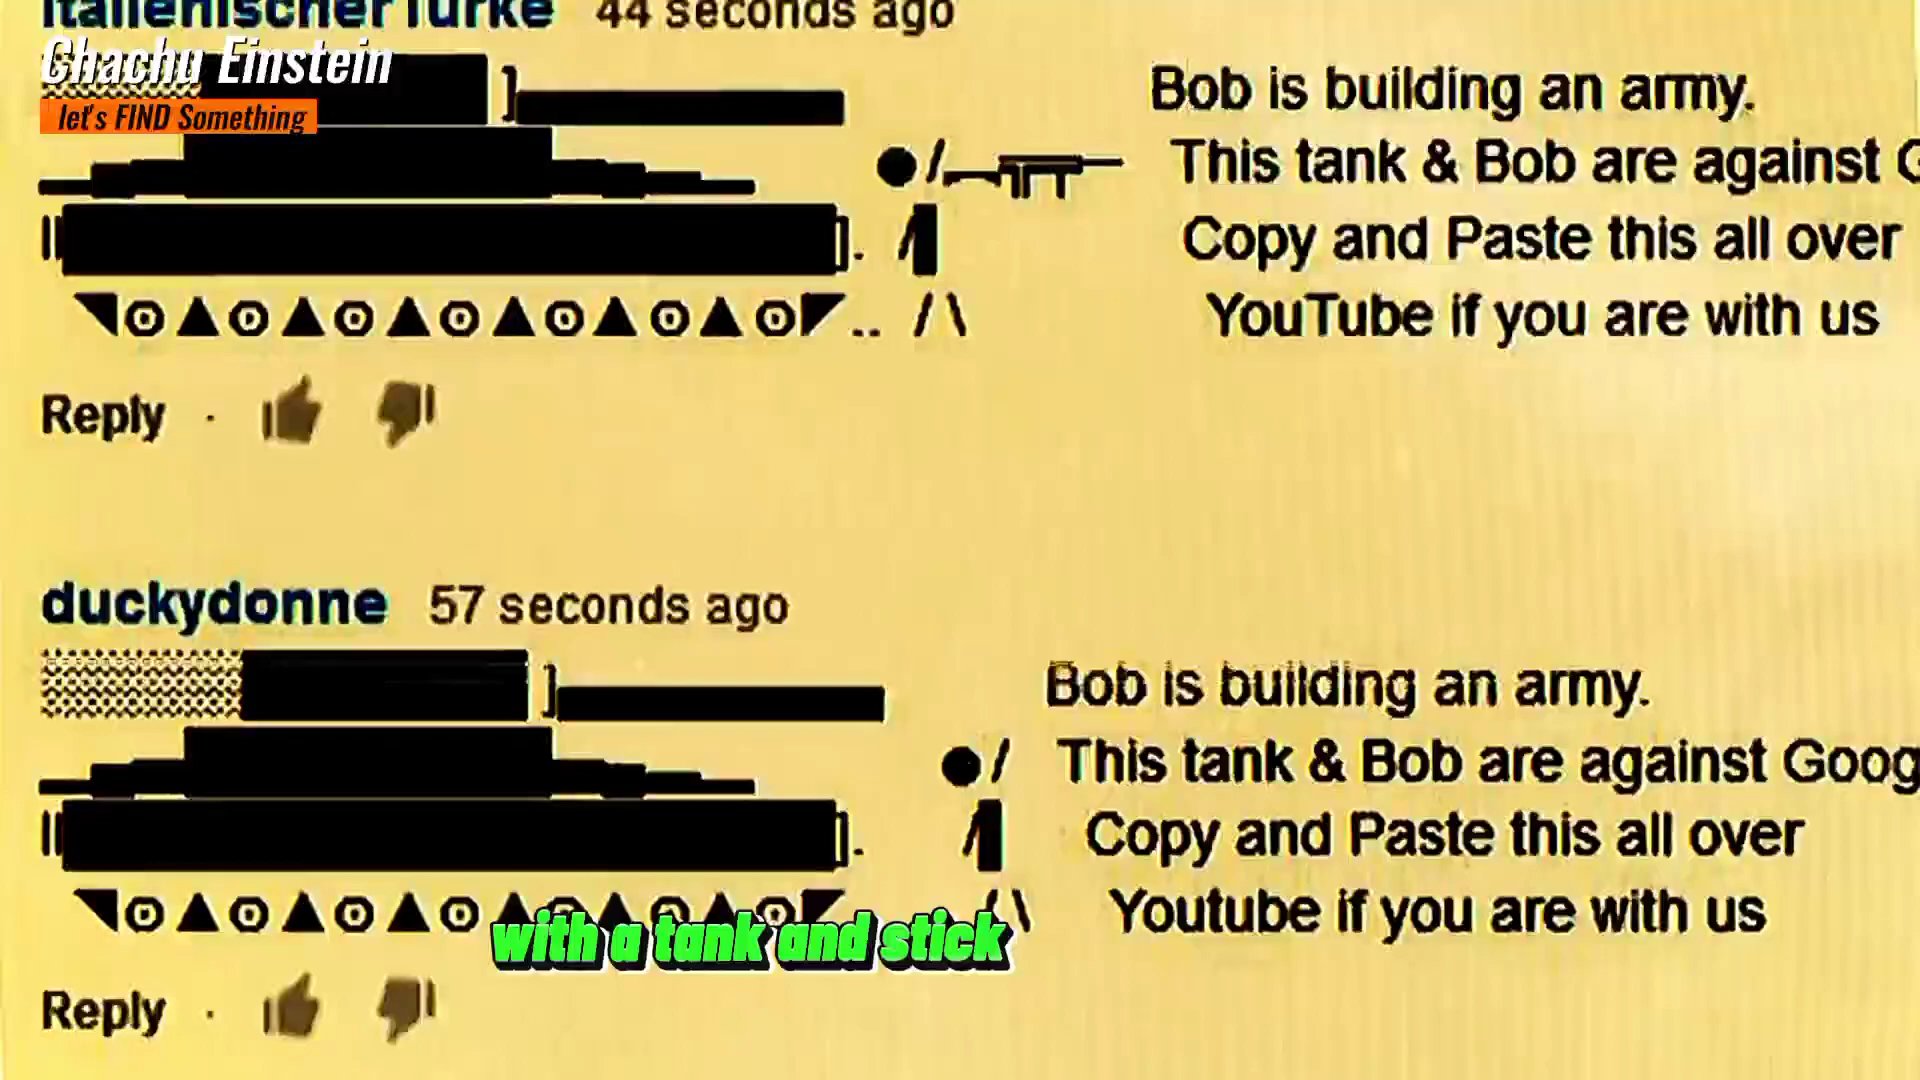 italienischerTürke 44 seconds ago
Chachu Einstein
let's FIND Something
Bob is building an army.
This tank & Bob are against G
Copy and Paste this all over
YouTube if you are with us
Reply ·
duckydonne 57 seconds ago
Bob is building an army.
This tank & Bob are against Goog
Copy and Paste this all over
Youtube if you are with us
with a tank and stick
Reply ·